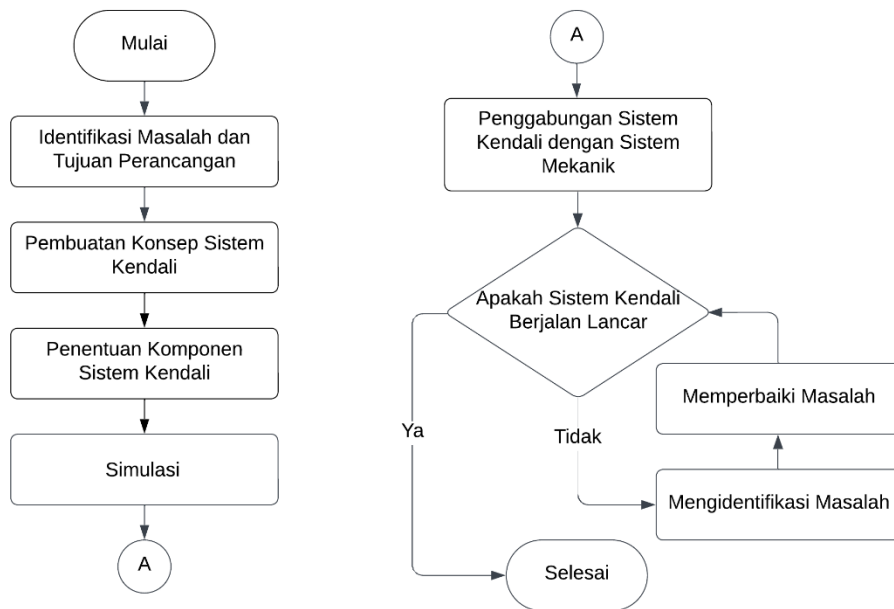 Mulai
Identifikasi Masalah dan
Tujuan Perancangan
Pembuatan Konsep Sistem
Kendali
Penentuan Komponen
Sistem Kendali
Simulasi
A
A
Penggabungan Sistem
Kendali dengan Sistem
Mekanik
Apakah Sistem Kendali
Berjalan Lancar
Memperbaiki Masalah
Ya
Tidak
Mengidentifikasi Masalah
Selesai